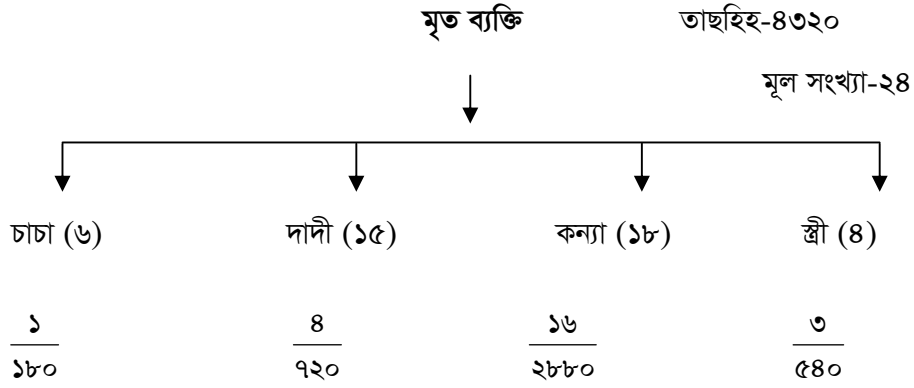 মৃত ব্যক্তি তাছহিহ-৪৩২০
মূল সংখ্যা-২৪
চাচা (৬) দাদী (১৫) কন্যা (১৮) স্ত্রী (৪)
১ ৪ ১৬ ৩
১৮০ ৭২০ ২৮৮০ ৫৪০